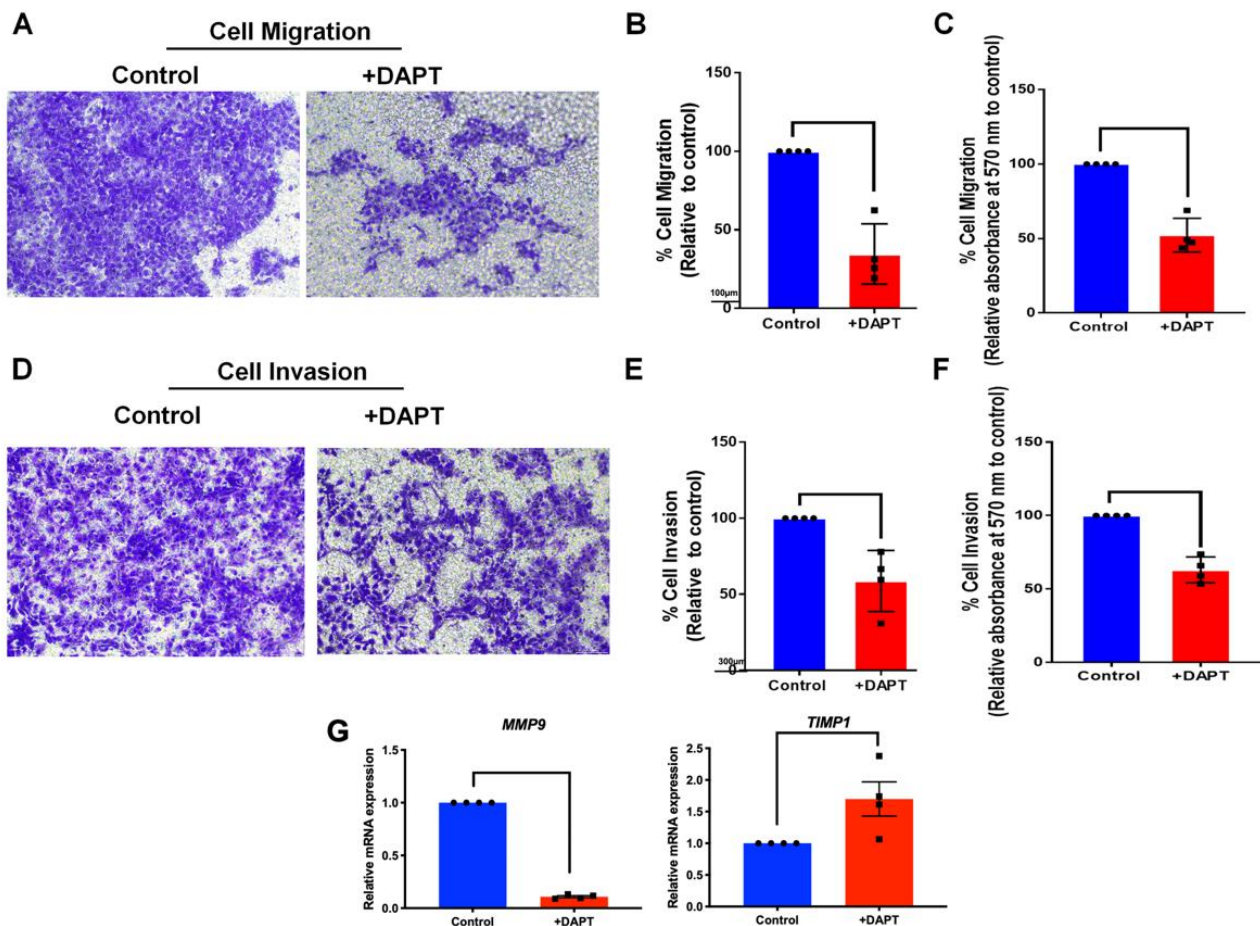 A
Cell Migration
Control
+DAPT
B
% Cell Migration
(Relative to control)
150
100
50
0
100µm
Control
+DAPT
C
% Cell Migration
(Relative absorbance at 570 nm to control)
150
100
50
0
Control
+DAPT
D
Cell Invasion
Control
+DAPT
E
% Cell Invasion
(Relative to control)
150
100
50
0
300µm
Control
+DAPT
F
% Cell Invasion
(Relative absorbance at 570 nm to control)
150
100
50
0
Control
+DAPT
G
MMP9
Relative mRNA expression
1.5
1.0
0.5
0.0
Control
+DAPT
TIMP1
Relative mRNA expression
2.5
2.0
1.5
1.0
0.5
0.0
Control
+DAPT